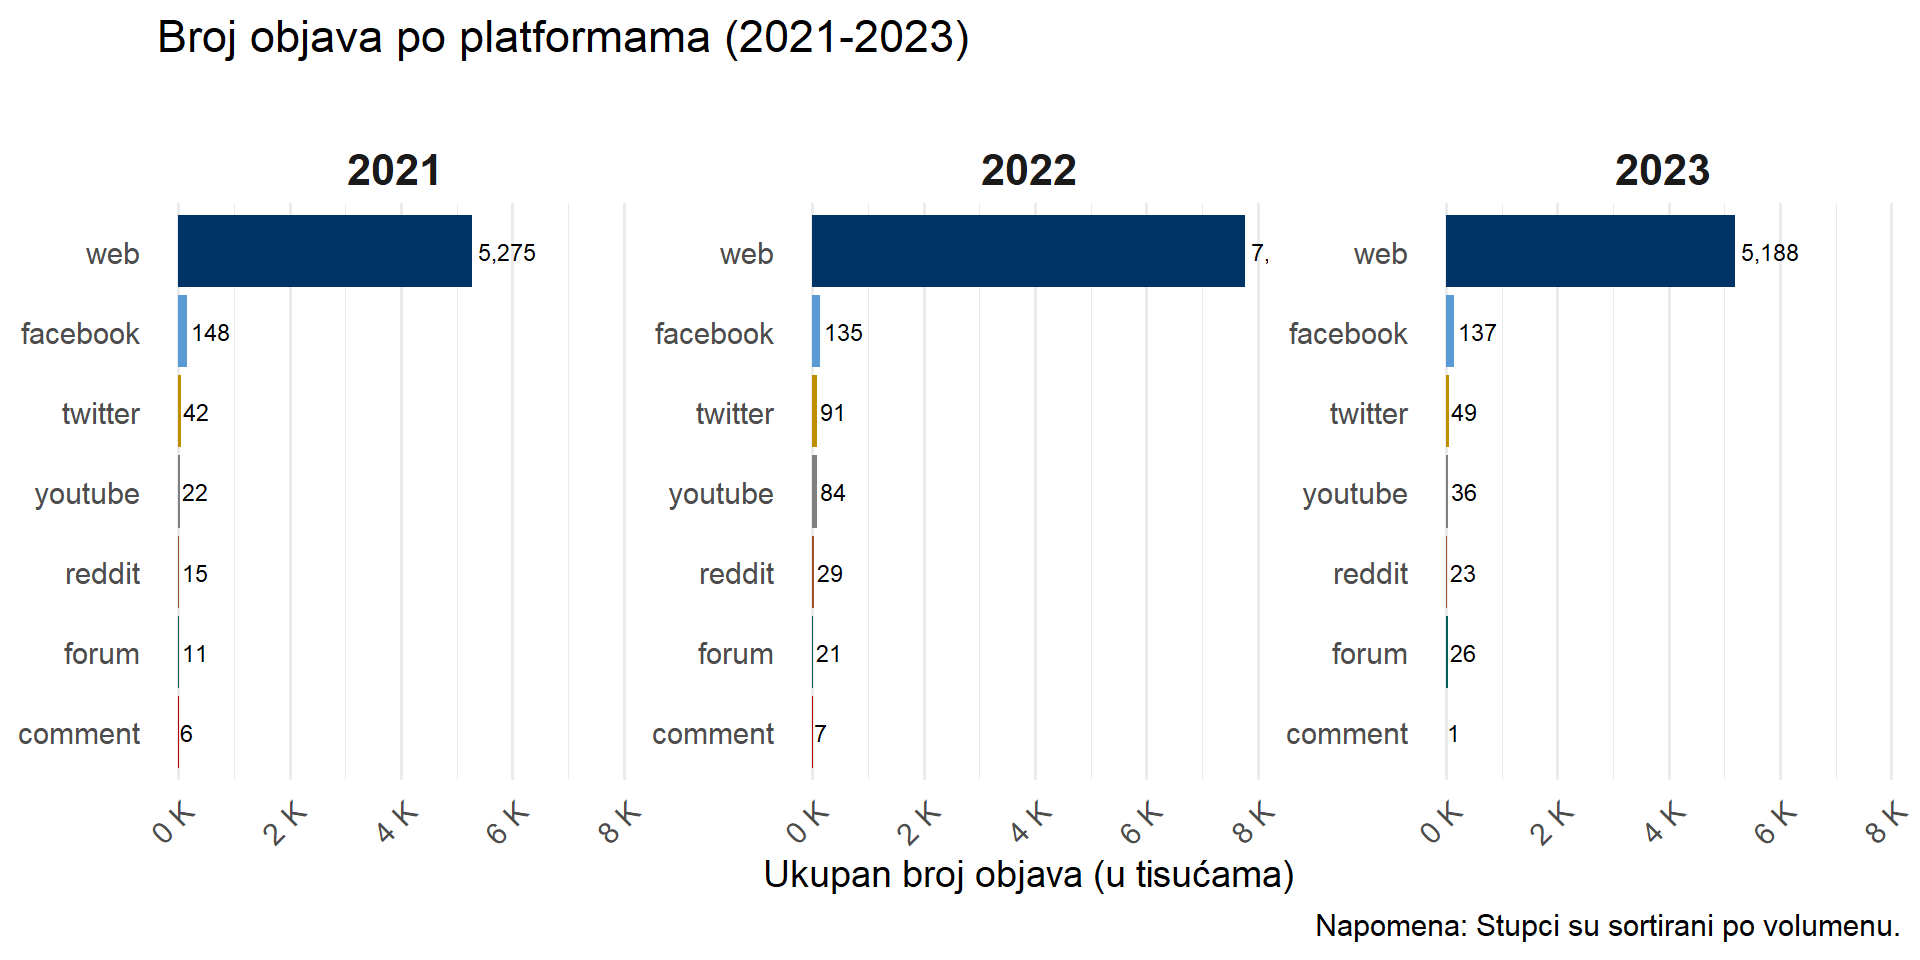 Broj objava po platformama (2021-2023)
2021
2022
2023
web 5,275
facebook 148
twitter 42
youtube 22
reddit 15
forum 11
comment 6
0 K 2 K 4 K 6 K 8 K
web 7,
facebook 135
twitter 91
youtube 84
reddit 29
forum 21
comment 7
0 K 2 K 4 K 6 K 8 K
web 5,188
facebook 137
twitter 49
youtube 36
reddit 23
forum 26
comment 1
0 K 2 K 4 K 6 K 8 K
Ukupan broj objava (u tisućama)
Napomena: Stupci su sortirani po volumenu.